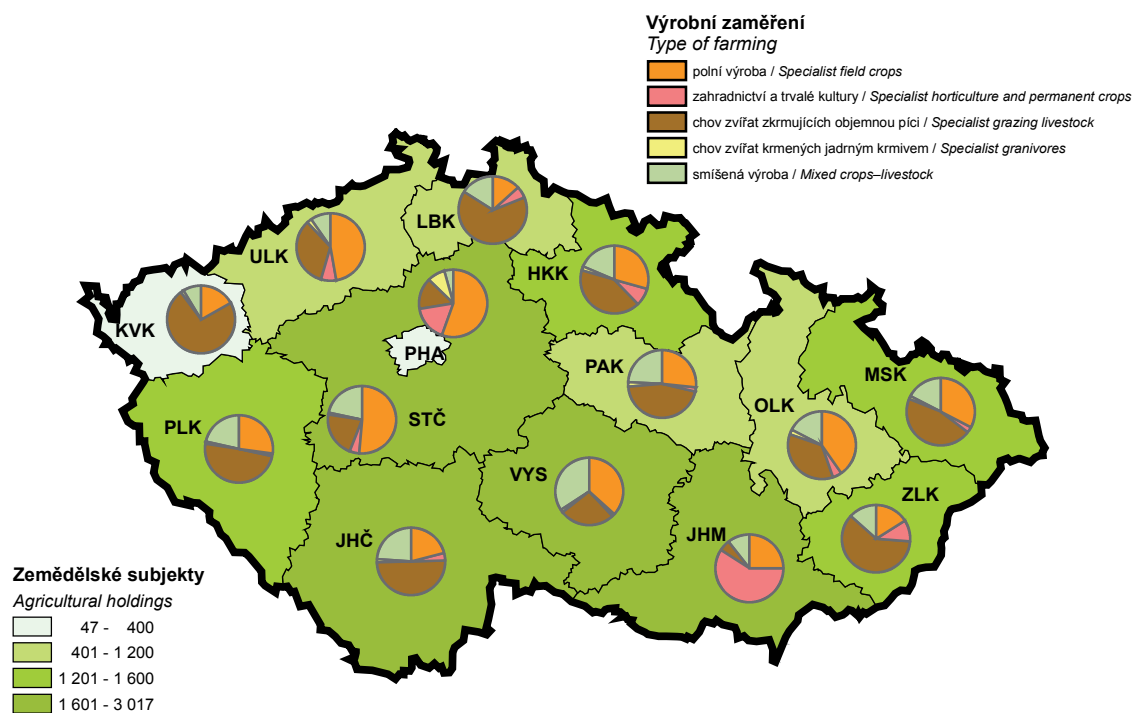 Výrobní zaměření
Type of farming
polní výroba / Specialist field crops
zahradnictví a trvalé kultury / Specialist horticulture and permanent crops
chov zvířat zkrmujících objemnou píci / Specialist grazing livestock
chov zvířat krmených jadrným krmivem / Specialist granivores
smíšená výroba / Mixed crops–livestock
LBK
ULK
HKK
KVK
PHA
PAK
MSK
OLK
STČ
PLK
VYS
ZLK
JHČ
JHM
Zemědělské subjekty
Agricultural holdings
47 - 400
401 - 1 200
1 201 - 1 600
1 601 - 3 017